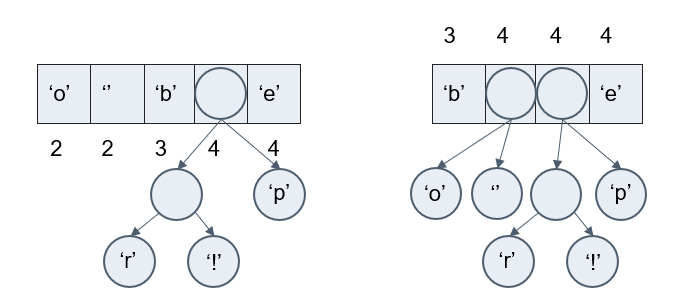 3 4 4 4
‘o’ ‘’ ‘b’ ‘e’
‘b’ ‘e’
2 2 3 4 4
‘p’
‘o’ ‘’ ‘p’
‘r’ ‘!’
‘r’ ‘!’